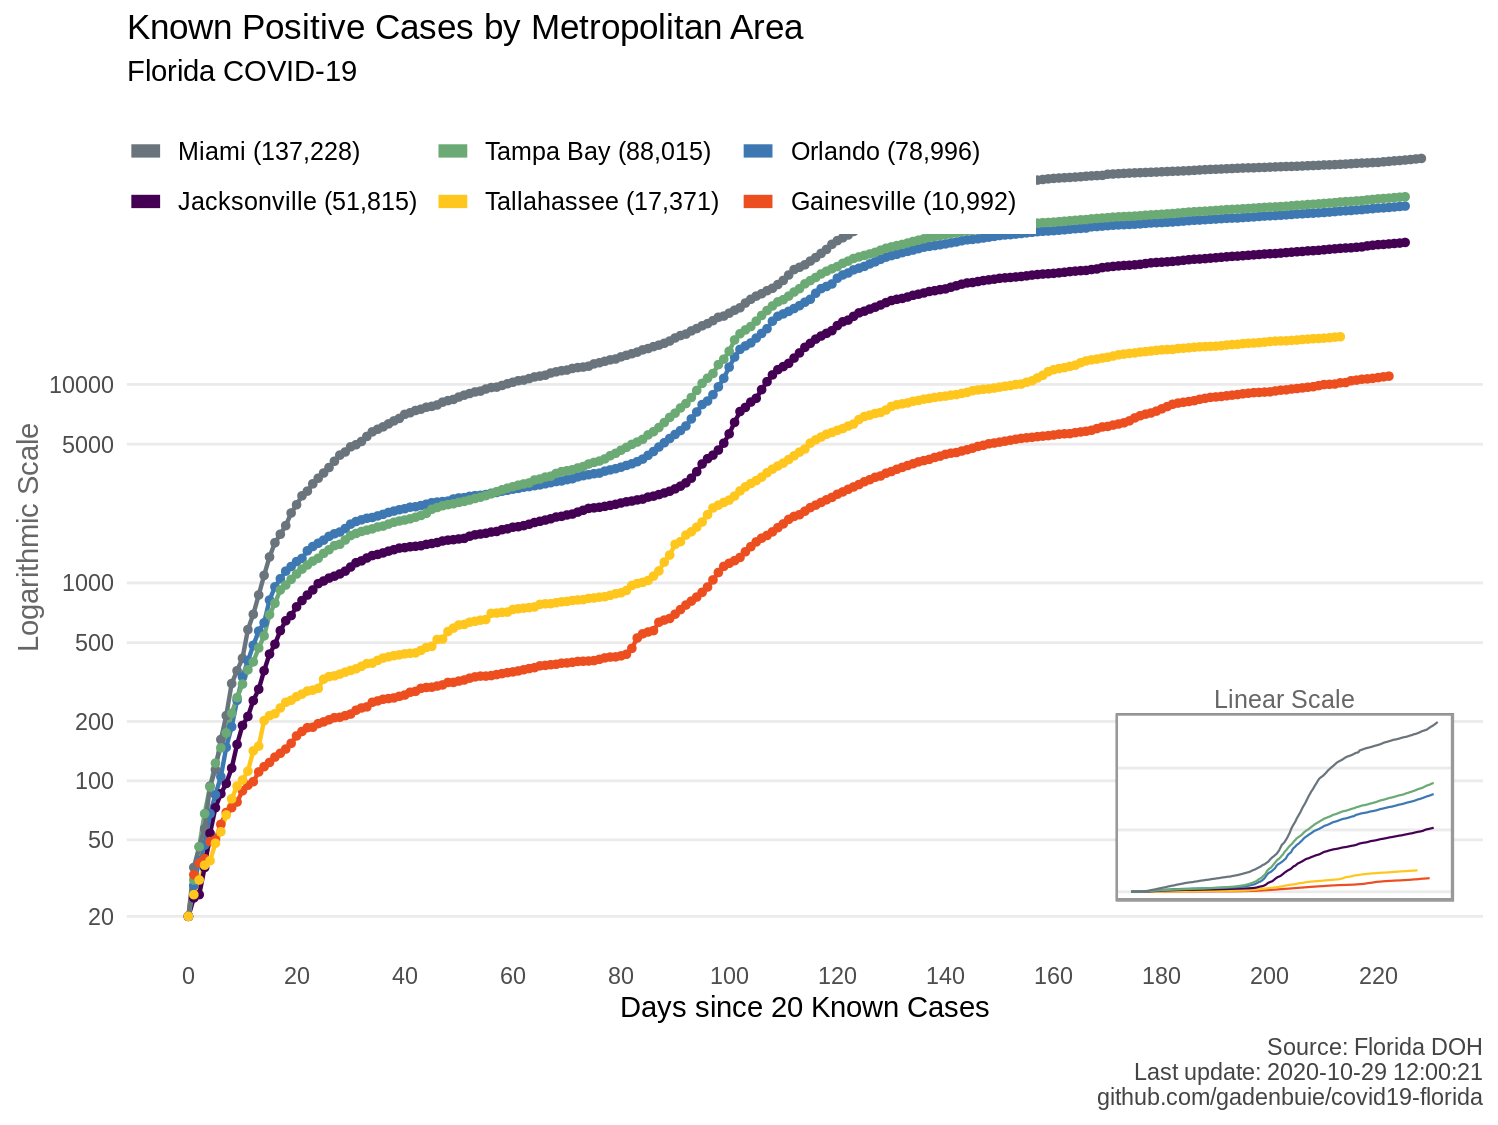 Known Positive Cases by Metropolitan Area
Florida COVID-19
Miami (137,228) Tampa Bay (88,015) Orlando (78,996)
Jacksonville (51,815) Tallahassee (17,371) Gainesville (10,992)
Logarithmic Scale
10000
5000
1000
500
200
100
50
20
Linear Scale
0 20 40 60 80 100 120 140 160 180 200 220
Days since 20 Known Cases
Source: Florida DOH
Last update: 2020-10-29 12:00:21
github.com/gadenbuie/covid19-florida